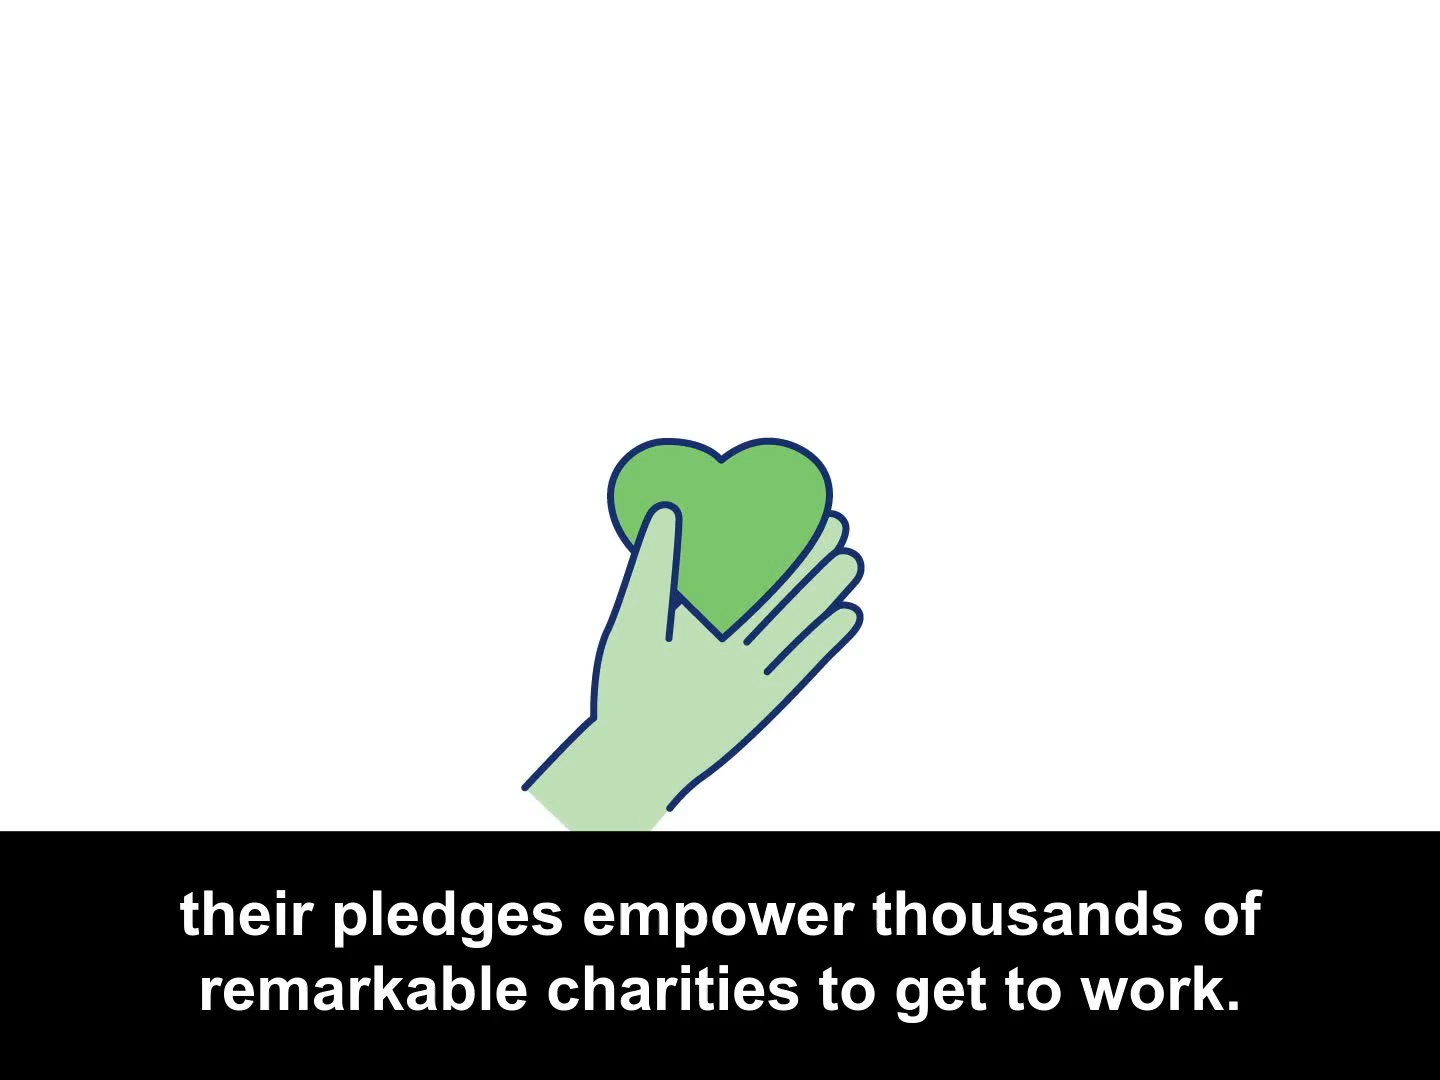 their pledges empower thousands of
remarkable charities to get to work.